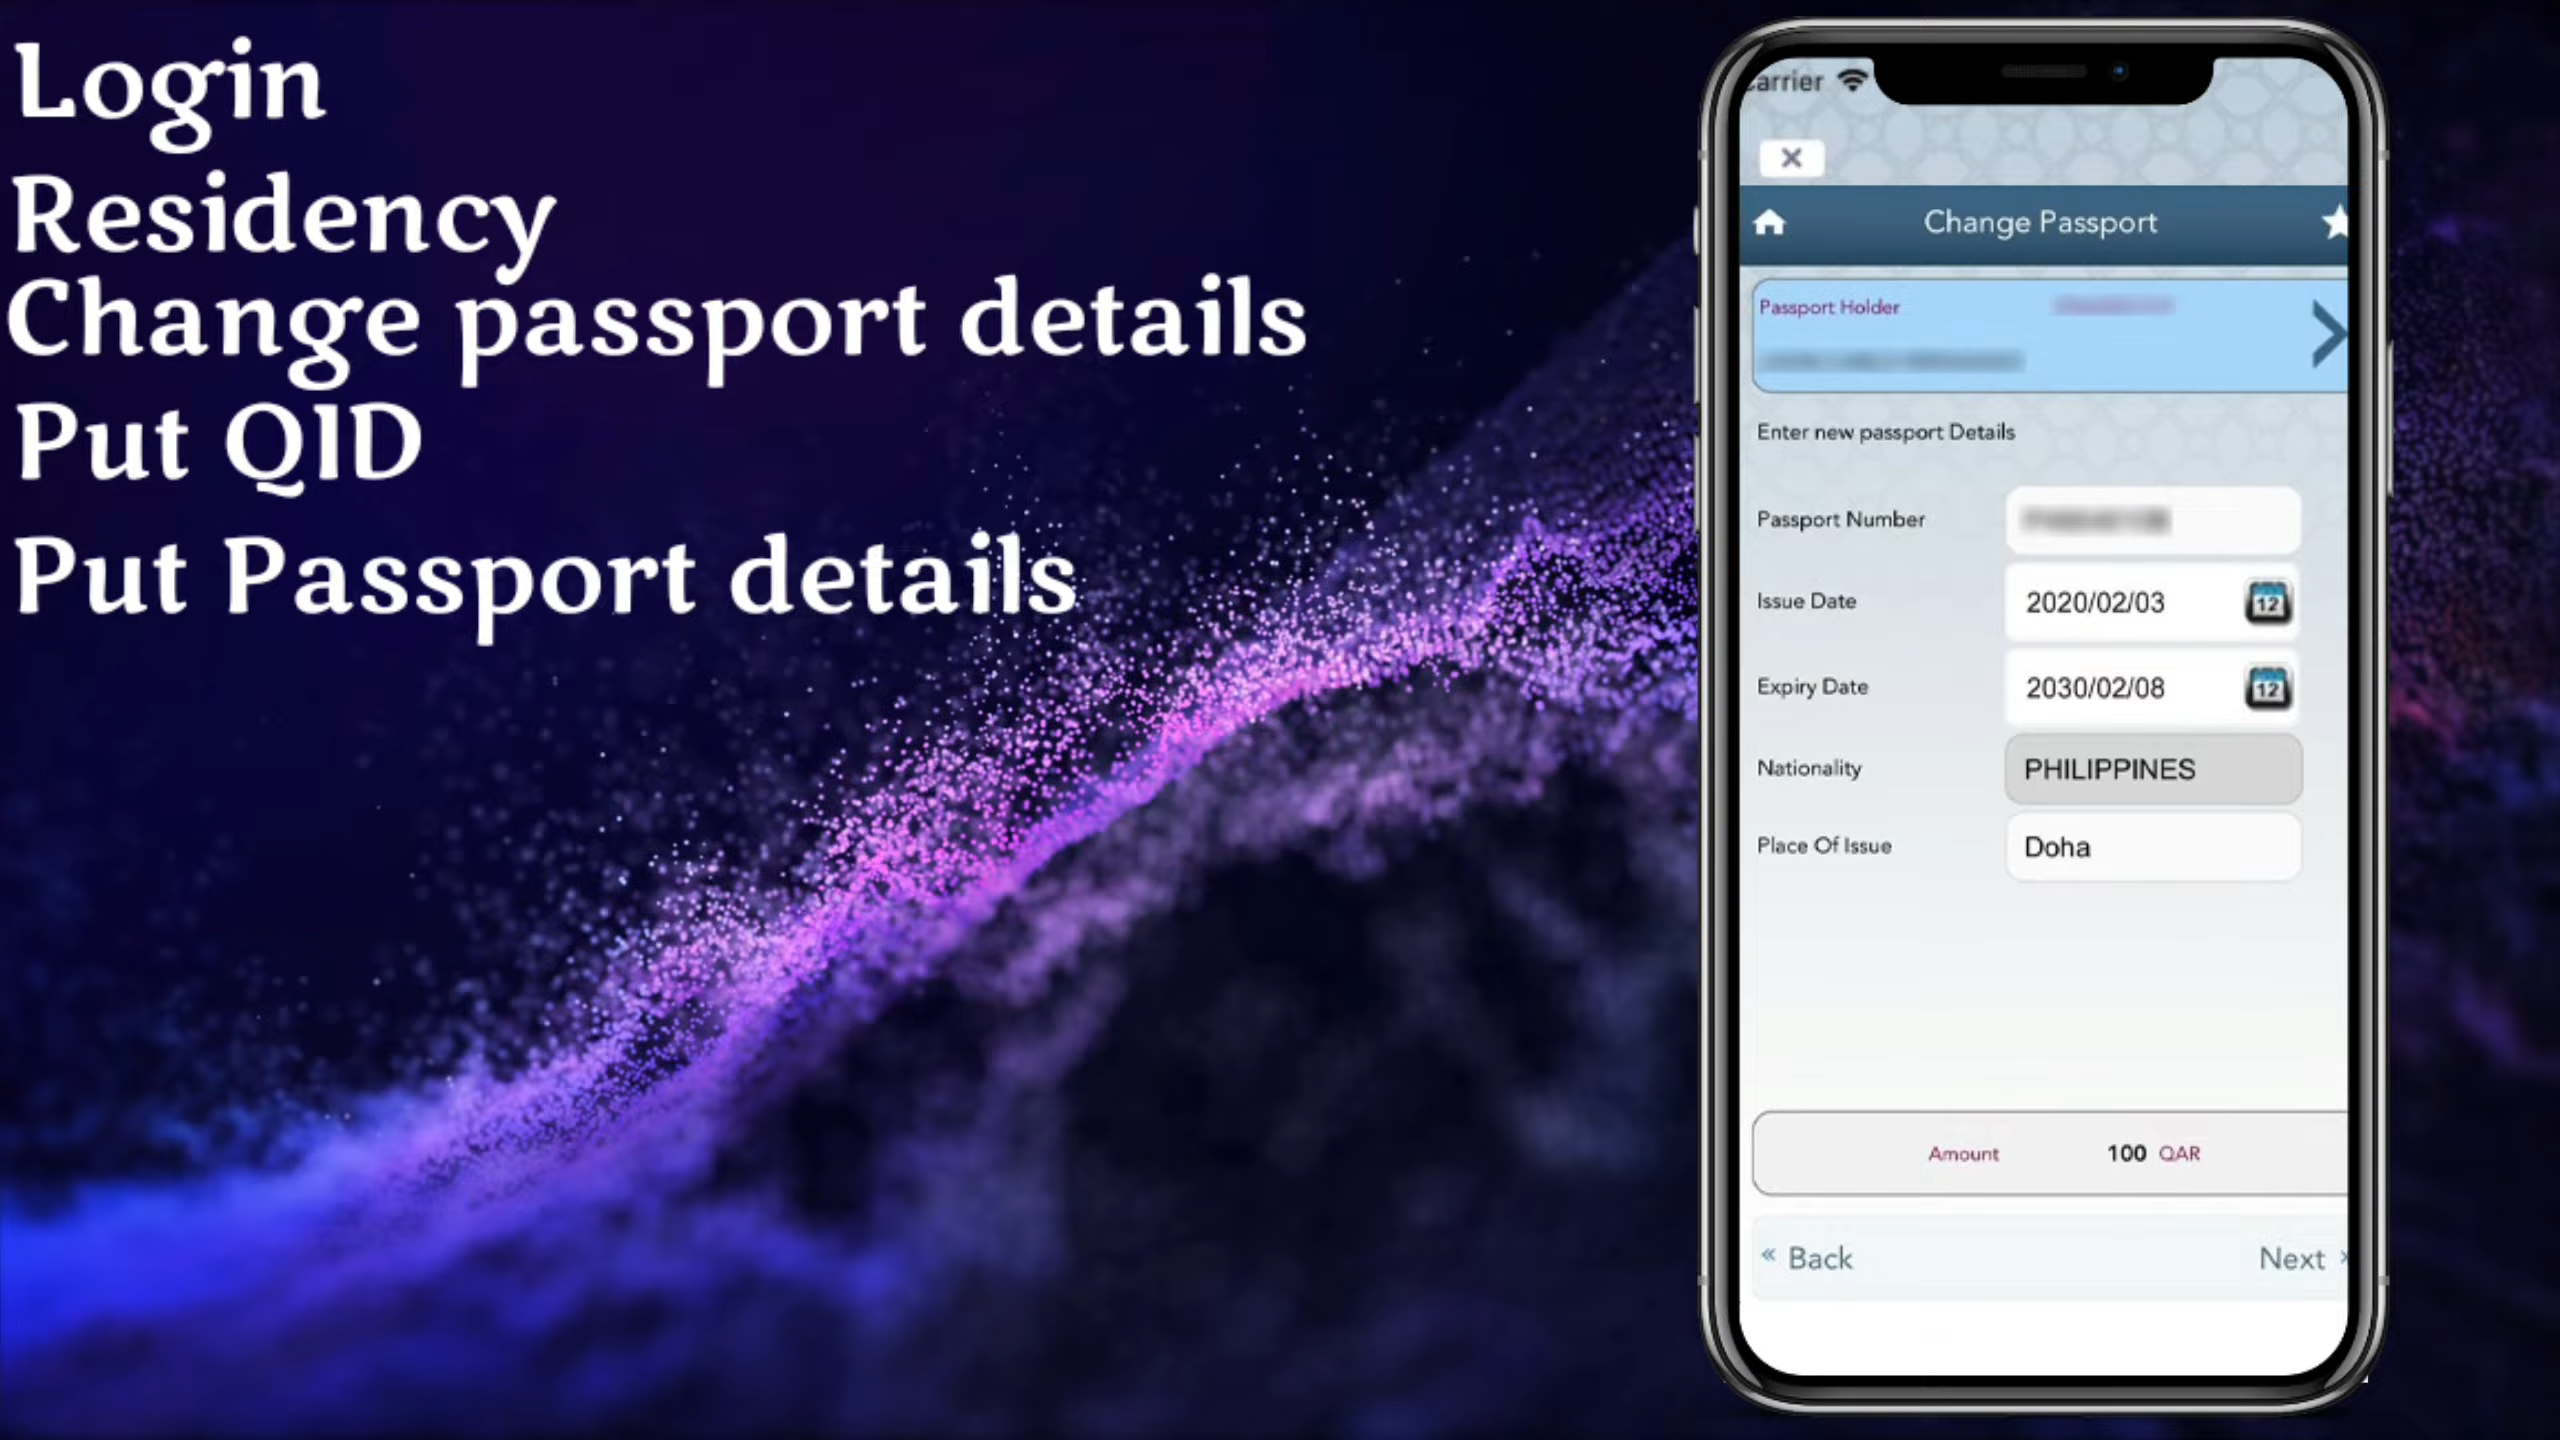 Login
Residency
Change passport details
Put QID
Put Passport details
arrier
Change Passport
Passport Holder
Enter new passport Details
Passport Number
Issue Date 2020/02/03
12
Expiry Date 2030/02/08
12
Nationality PHILIPPINES
Place Of Issue Doha
Amount 100 QAR
« Back Next